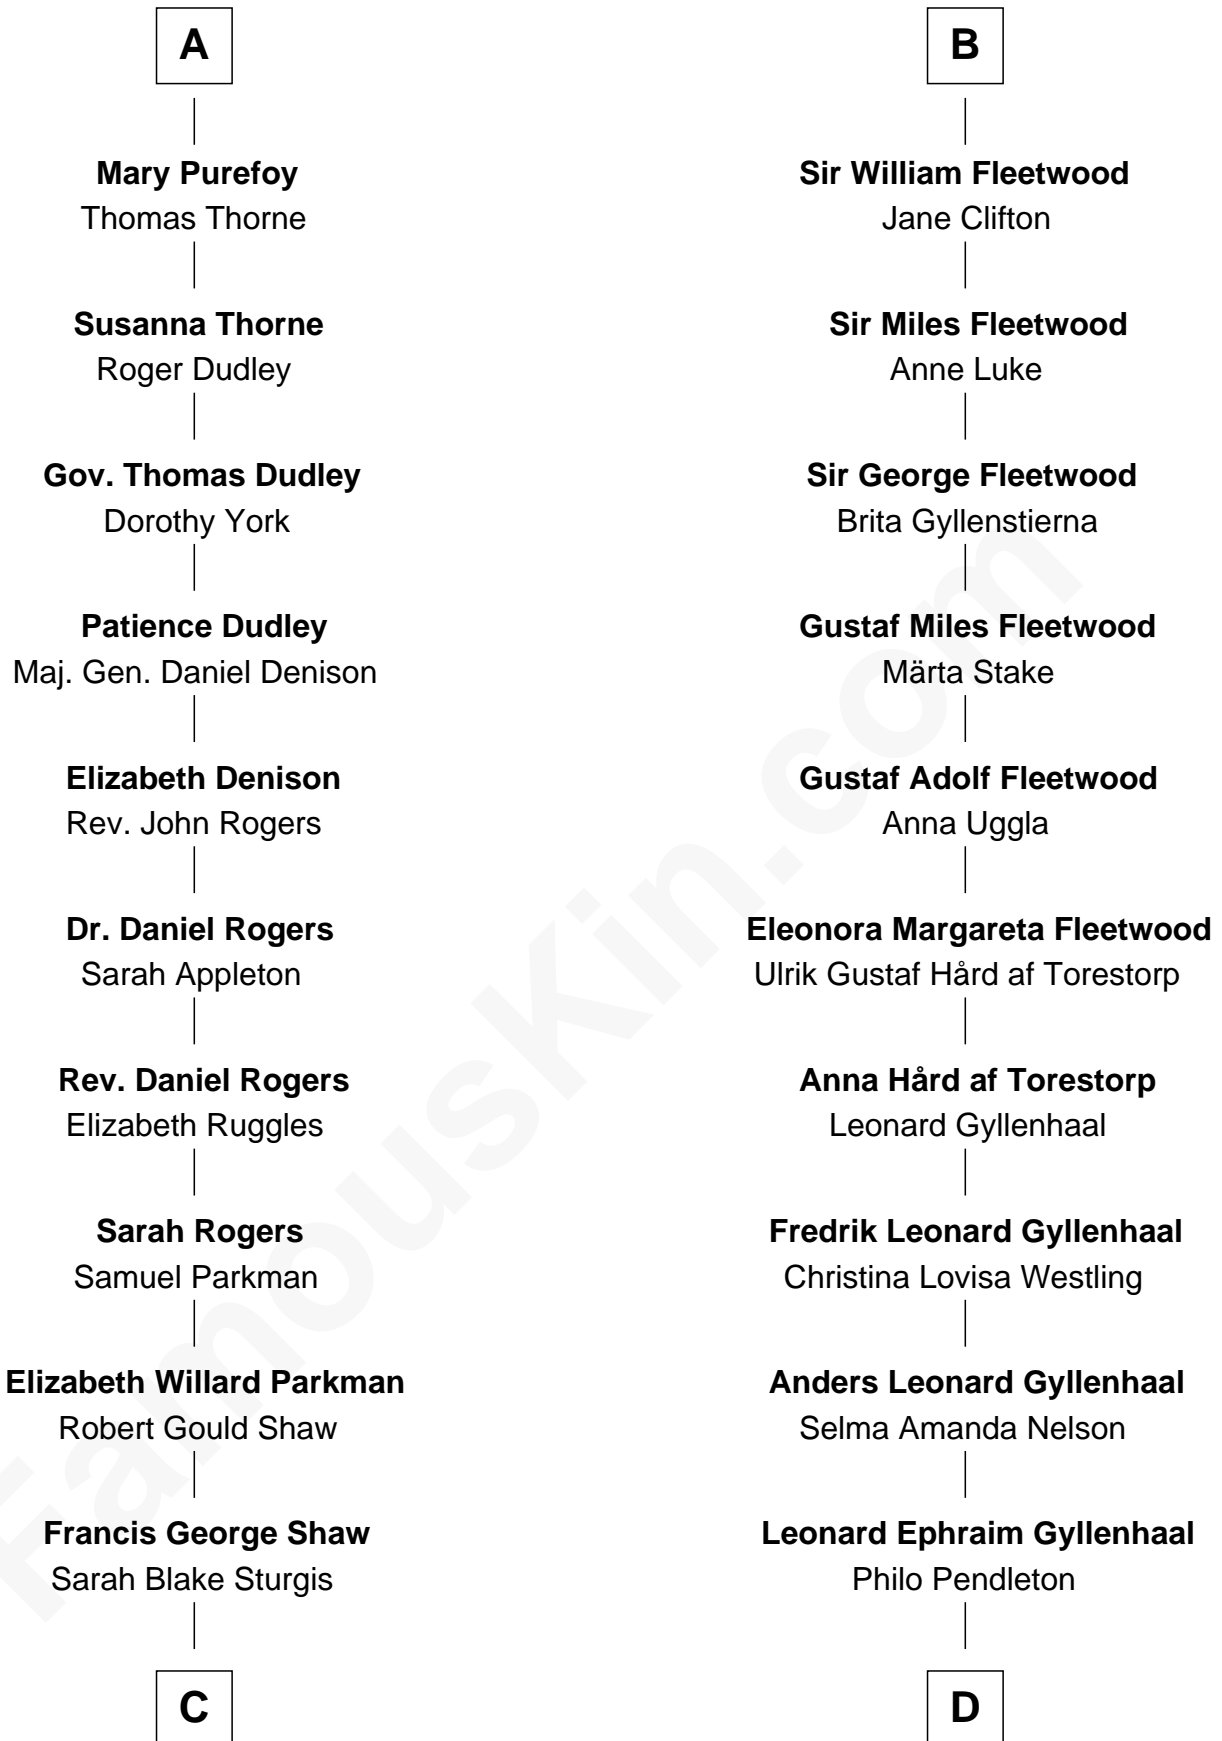 A
Mary Purefoy
Thomas Thorne
Susanna Thorne
Roger Dudley
Gov. Thomas Dudley
Dorothy York
Patience Dudley
Maj. Gen. Daniel Denison
Elizabeth Denison
Rev. John Rogers
Dr. Daniel Rogers
Sarah Appleton
Rev. Daniel Rogers
Elizabeth Ruggles
Sarah Rogers
Samuel Parkman
Elizabeth Willard Parkman
Robert Gould Shaw
Francis George Shaw
Sarah Blake Sturgis
C
B
Sir William Fleetwood
Jane Clifton
Sir Miles Fleetwood
Anne Luke
Sir George Fleetwood
Brita Gyllenstierna
Gustaf Miles Fleetwood
Märta Stake
Gustaf Adolf Fleetwood
Anna Uggla
Eleonora Margareta Fleetwood
Ulrik Gustaf Hård af Torestorp
Anna Hård af Torestorp
Leonard Gyllenhaal
Fredrik Leonard Gyllenhaal
Christina Lovisa Westling
Anders Leonard Gyllenhaal
Selma Amanda Nelson
Leonard Ephraim Gyllenhaal
Philo Pendleton
D
FamousKin.com